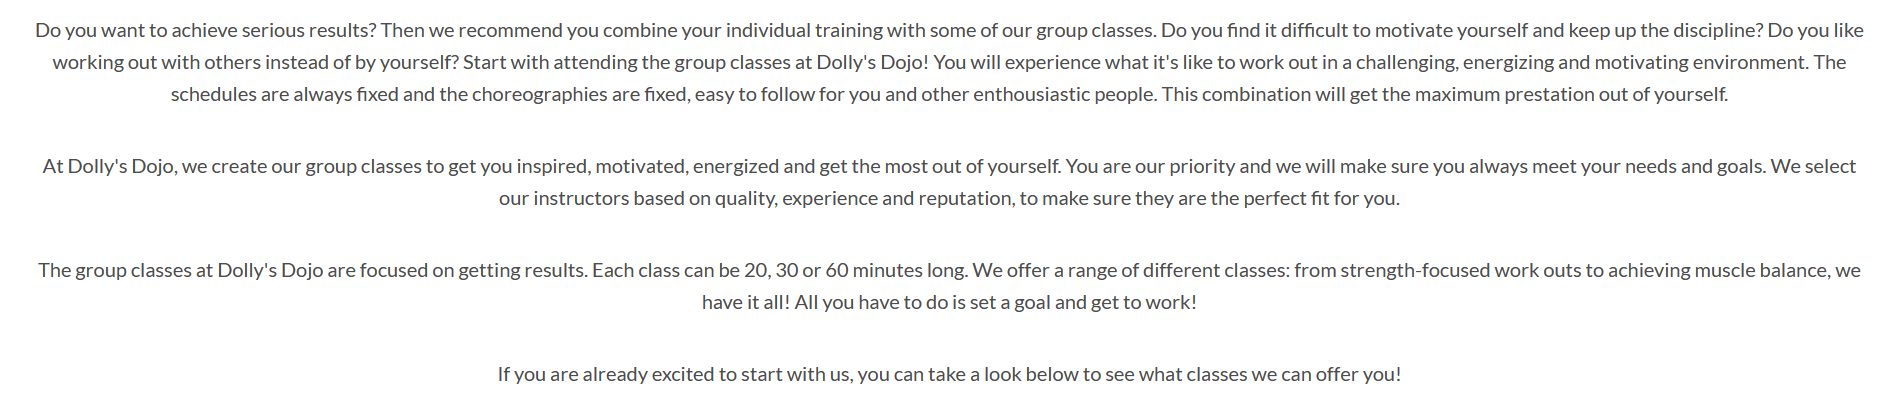 Do you want to achieve serious results? Then we recommend you combine your individual training with some of our group classes. Do you find it difficult to motivate yourself and keep up the discipline? Do you like
working out with others instead of by yourself? Start with attending the group classes at Dolly's Dojo! You will experience what it's like to work out in a challenging, energizing and motivating environment. The
schedules are always fixed and the choreographies are fixed, easy to follow for you and other enthousiastic people. This combination will get the maximum prestation out of yourself.
At Dolly's Dojo, we create our group classes to get you inspired, motivated, energized and get the most out of yourself. You are our priority and we will make sure you always meet your needs and goals. We select
our instructors based on quality, experience and reputation, to make sure they are the perfect fit for you.
The group classes at Dolly's Dojo are focused on getting results. Each class can be 20, 30 or 60 minutes long. We offer a range of different classes: from strength-focused work outs to achieving muscle balance, we
have it all! All you have to do is set a goal and get to work!
If you are already excited to start with us, you can take a look below to see what classes we can offer you!